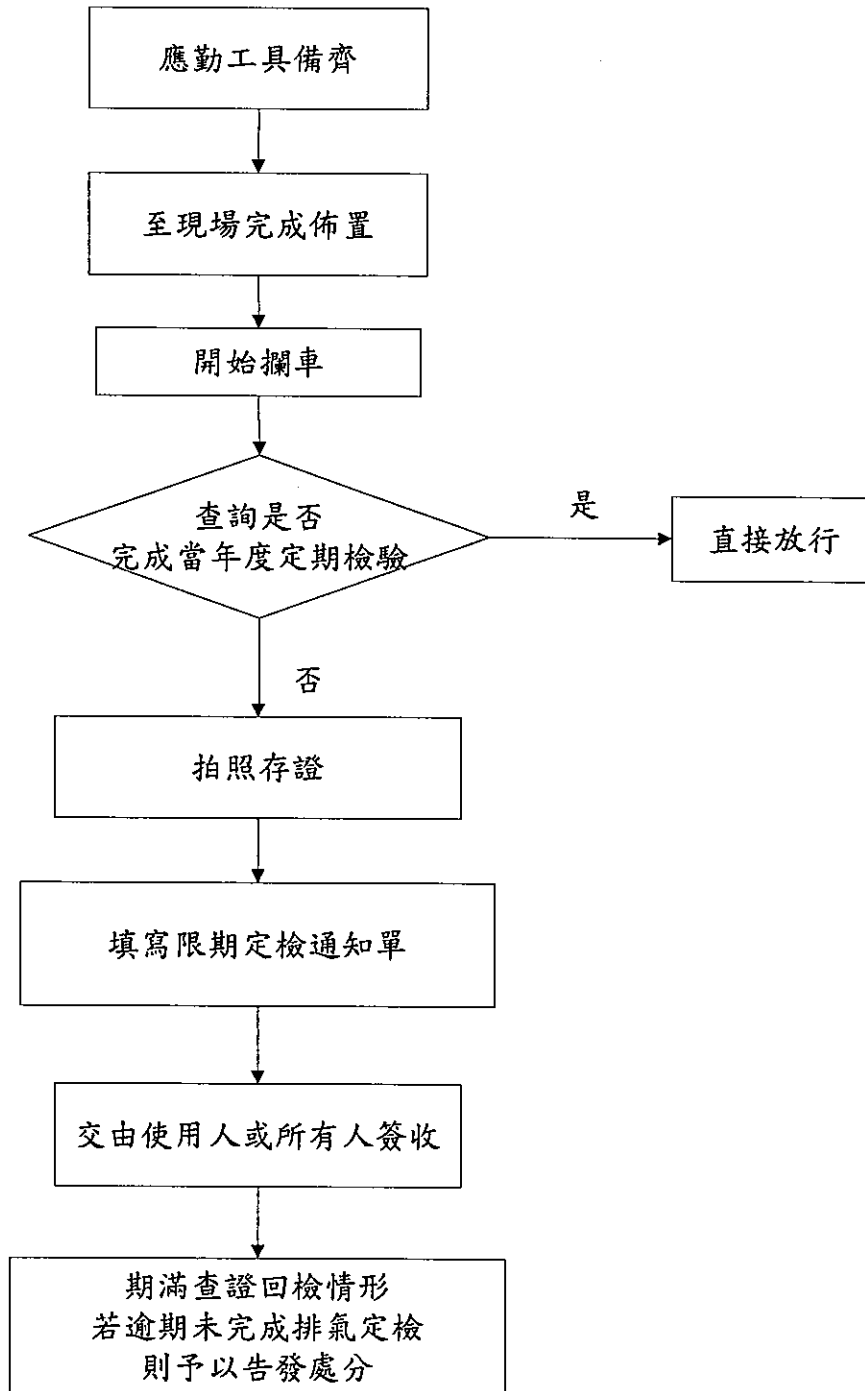 應勤工具備齊
至現場完成佈置
開始攔車
查詢是否
完成當年度定期檢驗
是
直接放行
否
拍照存證
填寫限期定檢通知單
交由使用人或所有人簽收
期滿查證回檢情形
若逾期未完成排氣定檢
則予以告發處分